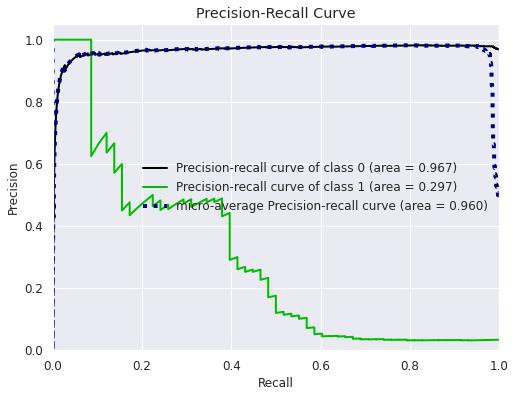 Precision-Recall Curve
1.0
0.8
0.6
0.4
0.2
0.0
Precision
Precision-recall curve of class 0 (area = 0.967)
Precision-recall curve of class 1 (area = 0.297)
micro-average Precision-recall curve (area = 0.960)
0.0 0.2 0.4 0.6 0.8 1.0
Recall